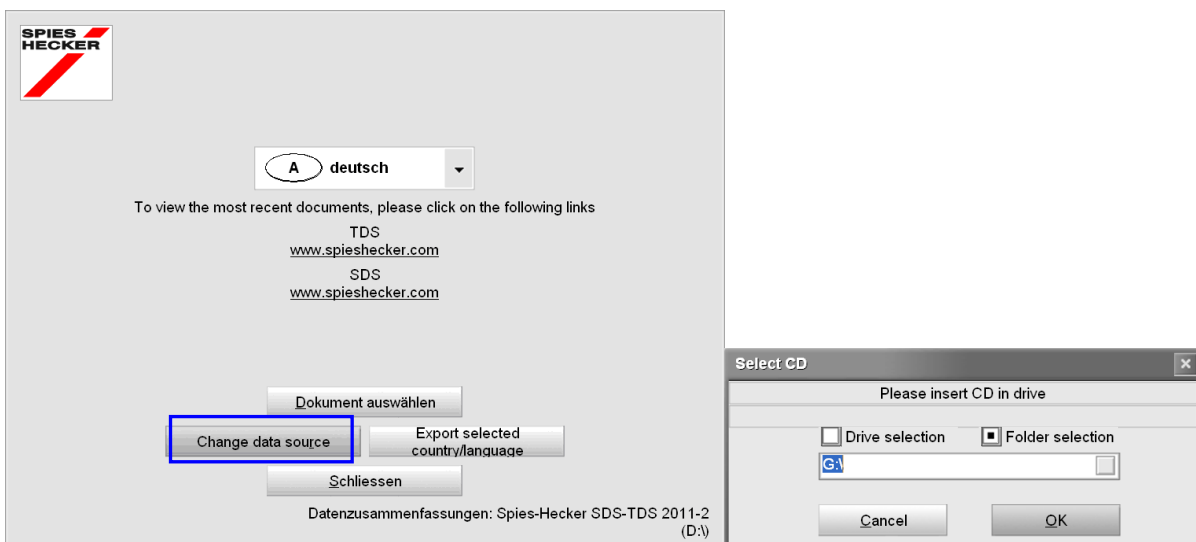 SPIES
HECKER
A deutsch
To view the most recent documents, please click on the following links
TDS
www.spieshecker.com
SDS
www.spieshecker.com
Dokument auswählen
Change data source
Export selected
country/language
Schliessen
Datenzusammenfassungen: Spies-Hecker SDS-TDS 2011-2
(D:\)
Select CD
Please insert CD in drive
Drive selection
Folder selection
G:\
Cancel
OK